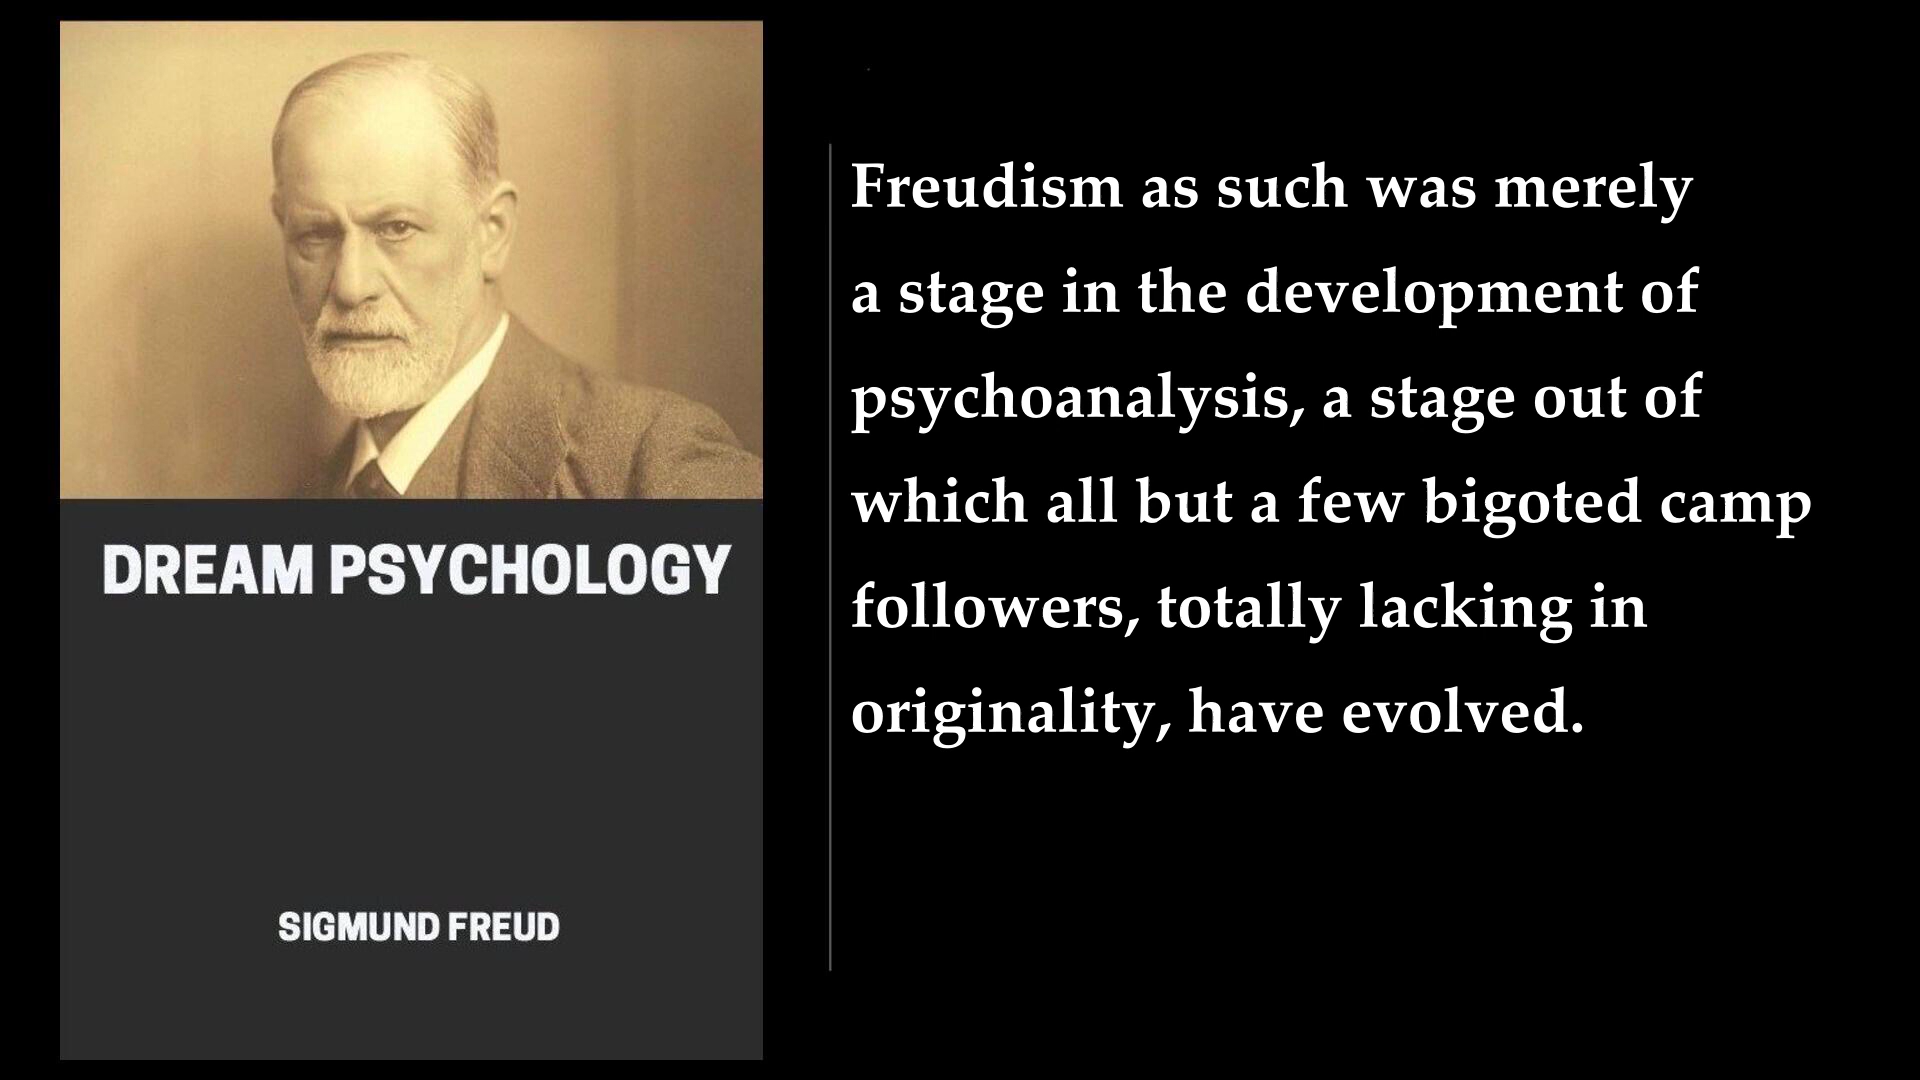 DREAM PSYCHOLOGY
SIGMUND FREUD
Freudism as such was merely
a stage in the development of
psychoanalysis, a stage out of
which all but a few bigoted camp
followers, totally lacking in
originality, have evolved.